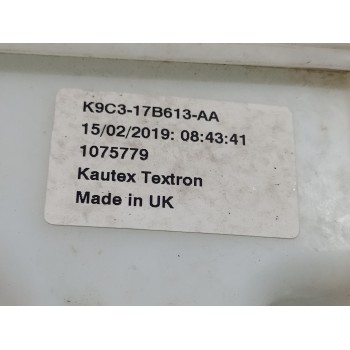 K9C3-17B613-AA
15/02/2019: 08:43:41
1075779
Kautex Textron
Made in UK